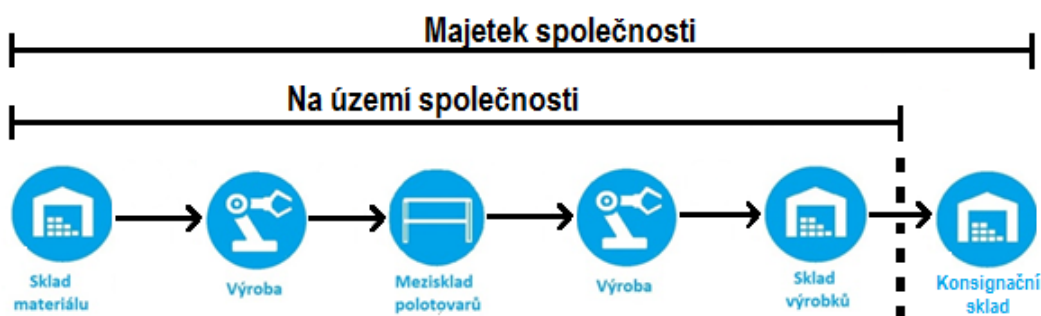 Majetek společnosti
Na území společnosti
Sklad
materiálu
Výroba
Mezisklad
polotovarů
Výroba
Sklad
výrobků
Konsignační
sklad